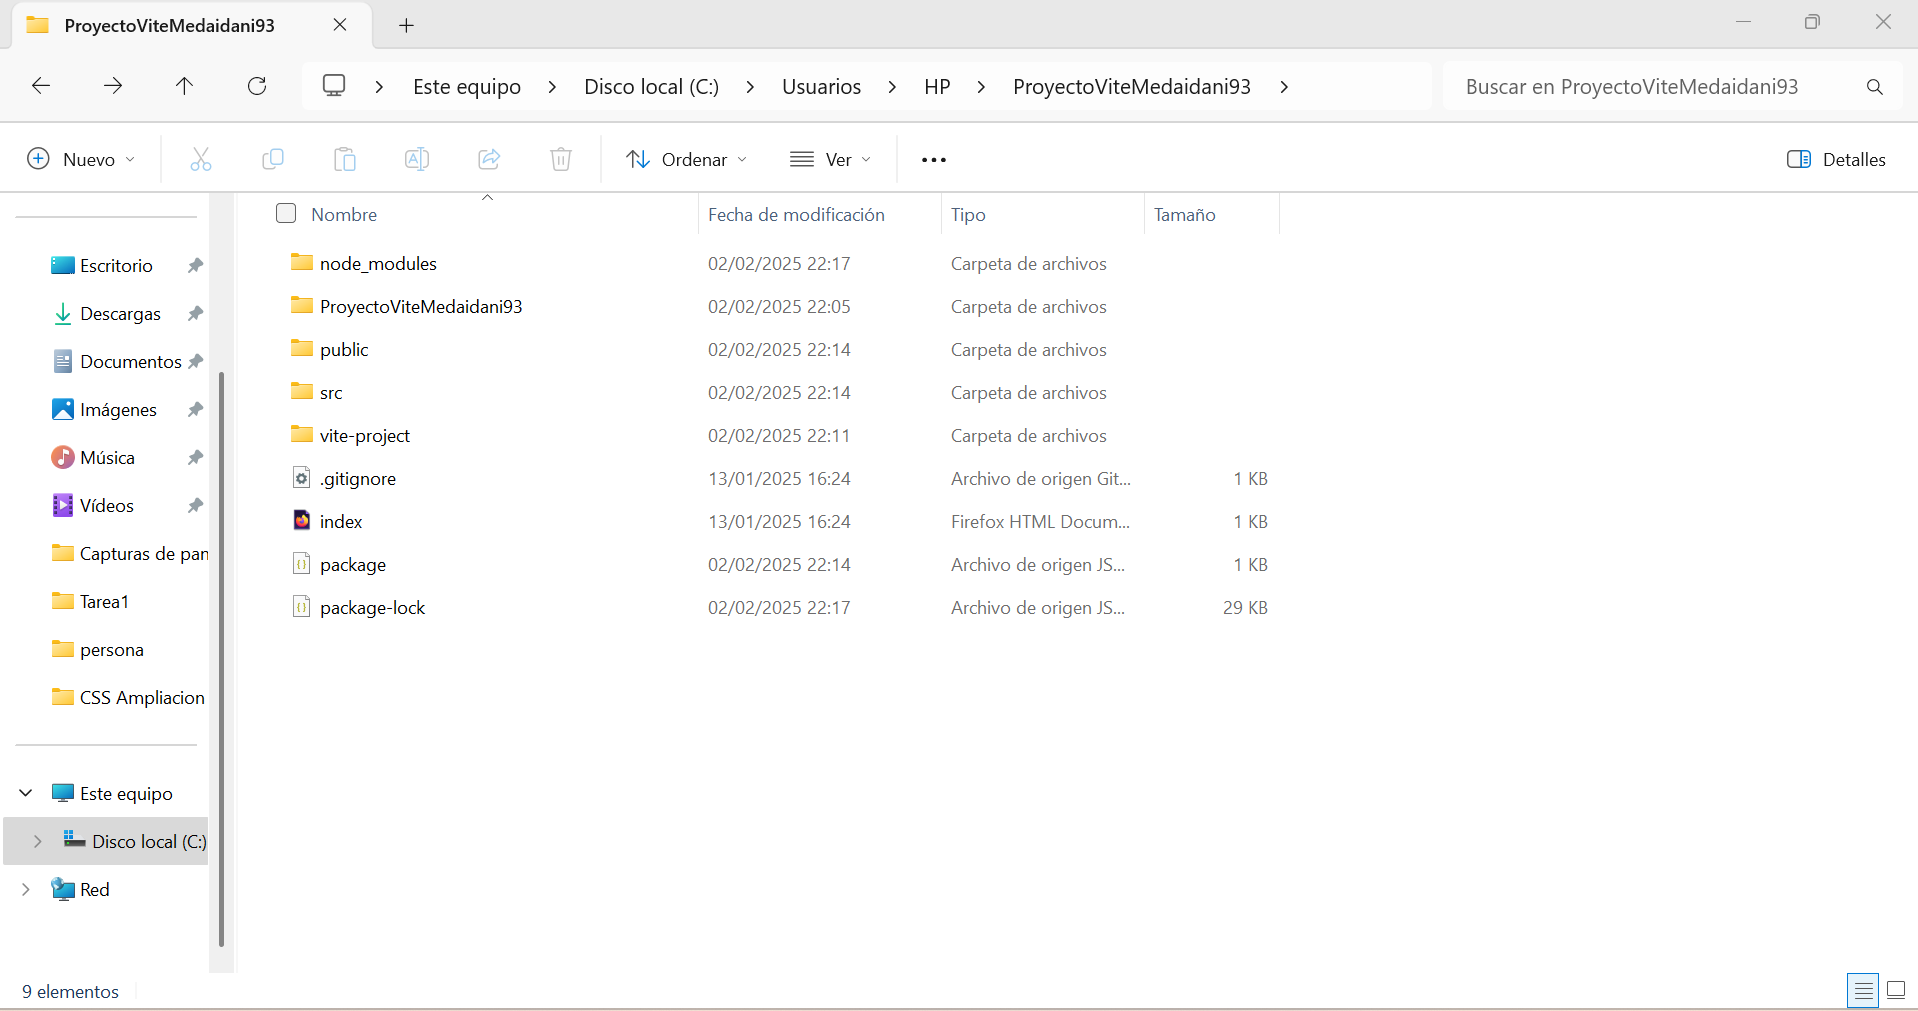 ProyectoViteMedaidani93
Este equipo > Disco local (C:) > Usuarios > HP > ProyectoViteMedaidani93 >
Buscar en ProyectoViteMedaidani93
Nuevo
Ordenar
Ver
Detalles
Nombre Fecha de modificación Tipo Tamaño
node_modules 02/02/2025 22:17 Carpeta de archivos
ProyectoViteMedaidani93 02/02/2025 22:05 Carpeta de archivos
public 02/02/2025 22:14 Carpeta de archivos
src 02/02/2025 22:14 Carpeta de archivos
vite-project 02/02/2025 22:11 Carpeta de archivos
.gitignore 13/01/2025 16:24 Archivo de origen Git... 1 KB
index 13/01/2025 16:24 Firefox HTML Docum... 1 KB
package 02/02/2025 22:14 Archivo de origen JS... 1 KB
package-lock 02/02/2025 22:17 Archivo de origen JS... 29 KB
Escritorio
Descargas
Documentos
Imágenes
Música
Vídeos
Capturas de pan
Tarea1
persona
CSS Ampliacion
Este equipo
Disco local (C:)
Red
9 elementos